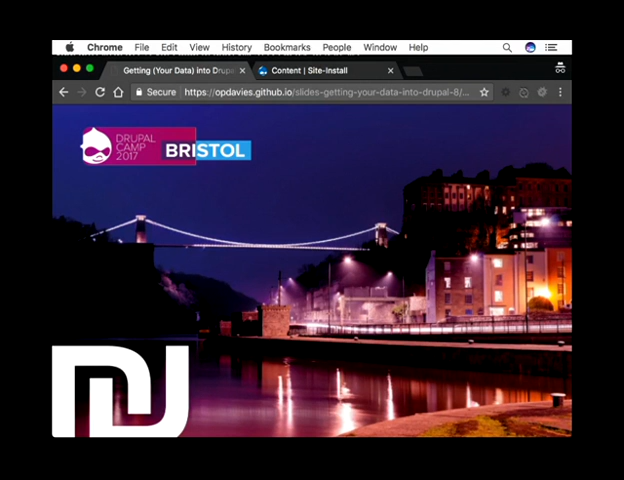 Chrome File Edit View History Bookmarks People Window Help
Getting (Your Data) into Drup
Content | Site-Install
Secure https://opdavies.github.io/slides-getting-your-data-into-drupal-8/...
DRUPAL
CAMP
2017
BRISTOL